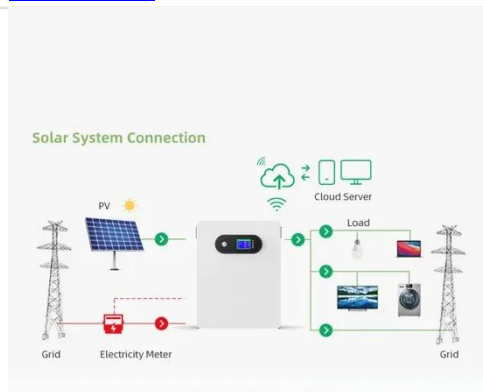 Solar System Connection
Cloud Server
PV
Load
Grid
Electricity Meter
Grid